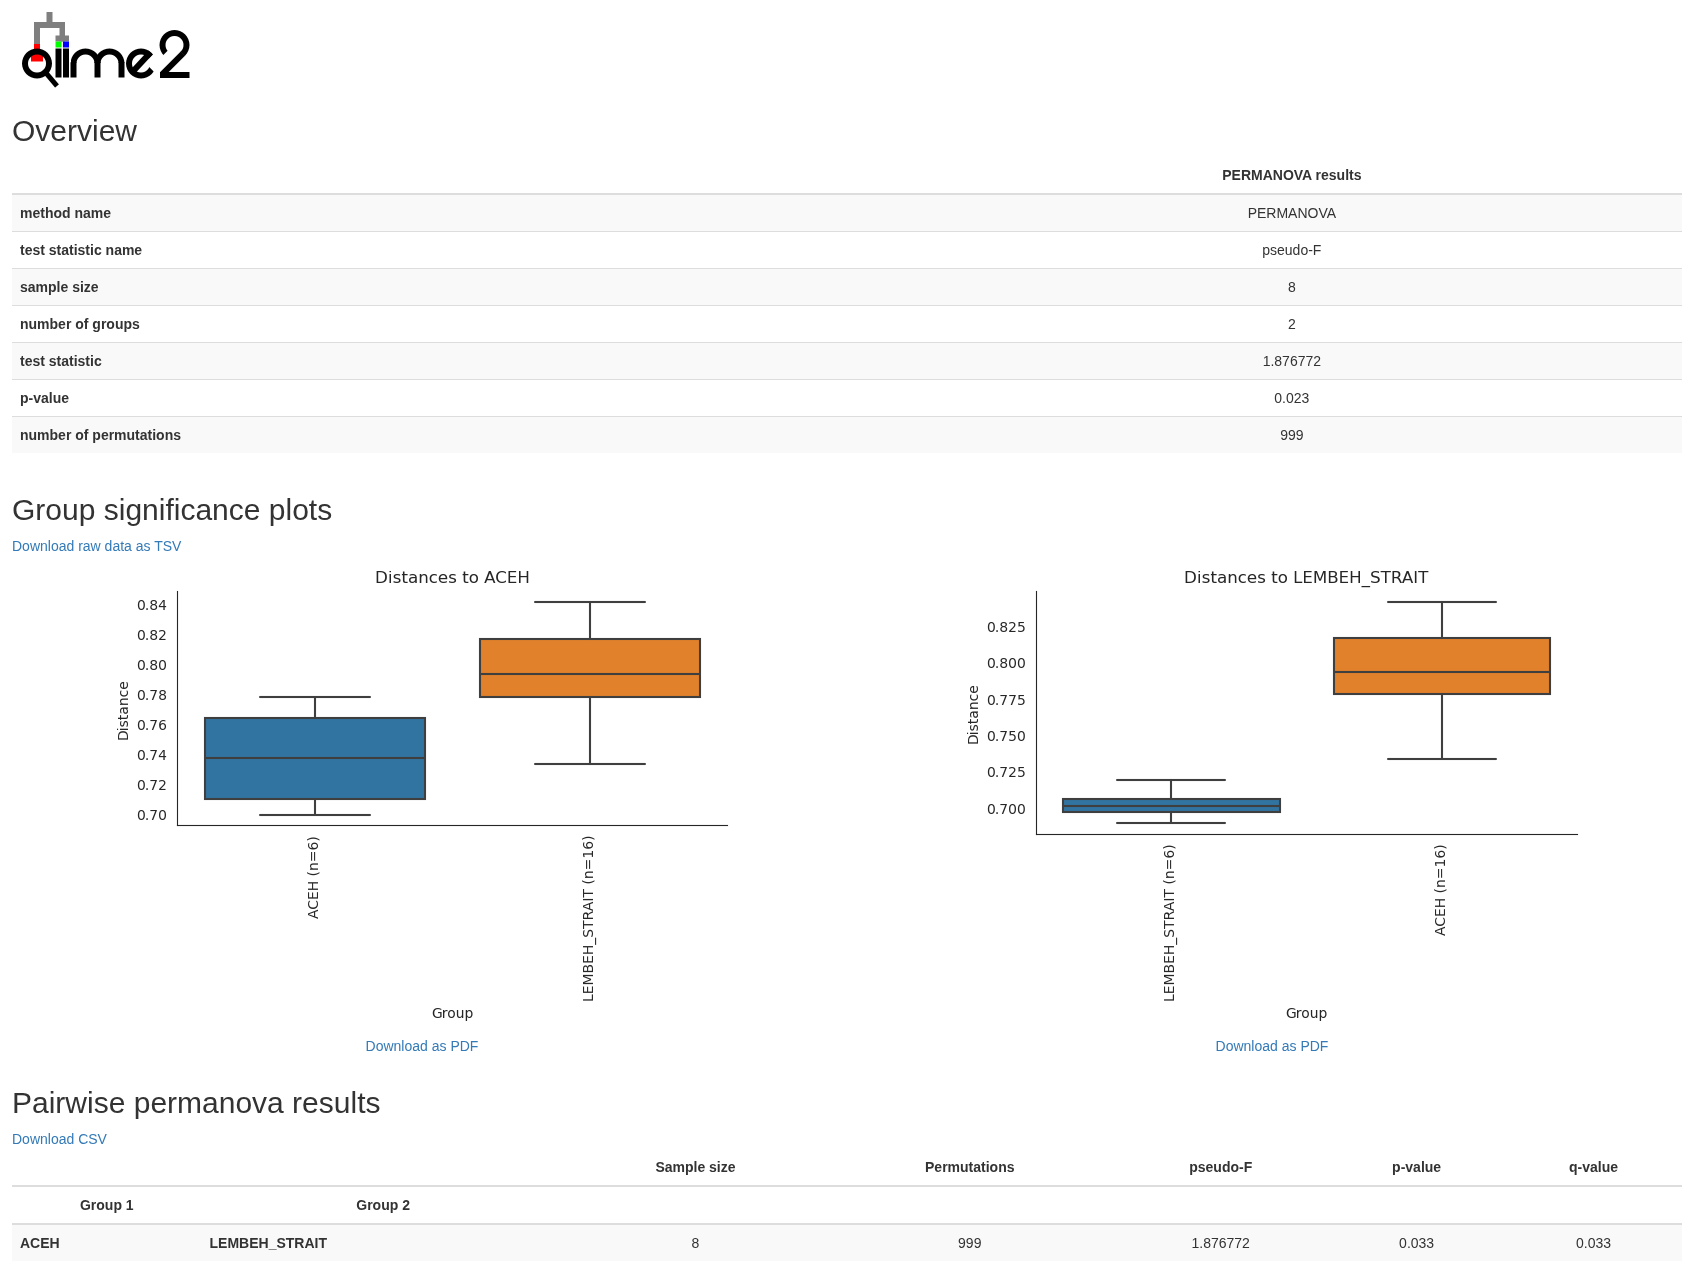 qiime2
Overview
PERMANOVA results
method name PERMANOVA
test statistic name pseudo-F
sample size 8
number of groups 2
test statistic 1.876772
p-value 0.023
number of permutations 999
Group significance plots
Download raw data as TSV
Distances to ACEH
0.84
0.82
0.80
0.78
0.76
0.74
0.72
0.70
Distance
ACEH (n=6)
LEMBEH_STRAIT (n=16)
Group
Download as PDF
Distances to LEMBEH_STRAIT
0.825
0.800
0.775
0.750
0.725
0.700
Distance
LEMBEH_STRAIT (n=6)
ACEH (n=16)
Group
Download as PDF
Pairwise permanova results
Download CSV
Sample size Permutations pseudo-F p-value q-value
Group 1 Group 2
ACEH LEMBEH_STRAIT 8 999 1.876772 0.033 0.033